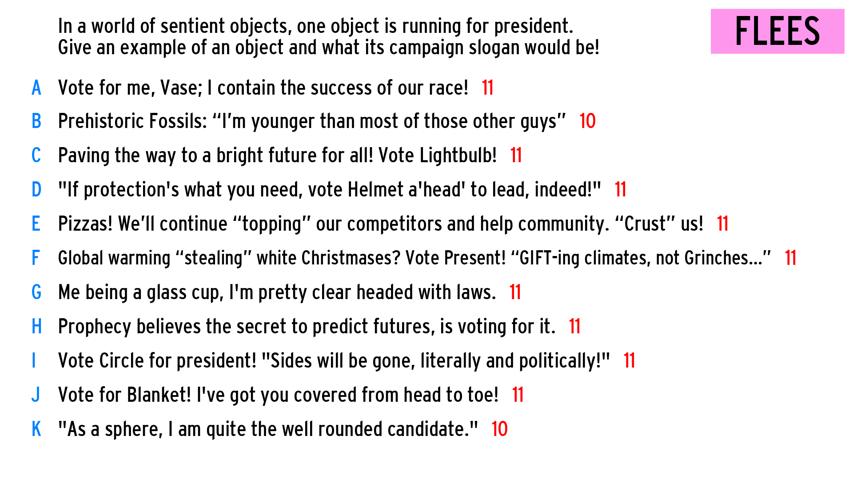 In a world of sentient objects, one object is running for president.
Give an example of an object and what its campaign slogan would be!
FLEES
A Vote for me, Vase; I contain the success of our race! 11
B Prehistoric Fossils: “I’m younger than most of those other guys” 10
C Paving the way to a bright future for all! Vote Lightbulb! 11
D "If protection's what you need, vote Helmet a'head' to lead, indeed!" 11
E Pizzas! We’ll continue “topping” our competitors and help community. “Crust” us! 11
F Global warming “stealing” white Christmases? Vote Present! “GIFT-ing climates, not Grinches...” 11
G Me being a glass cup, I'm pretty clear headed with laws. 11
H Prophecy believes the secret to predict futures, is voting for it. 11
I Vote Circle for president! "Sides will be gone, literally and politically!" 11
J Vote for Blanket! I've got you covered from head to toe! 11
K "As a sphere, I am quite the well rounded candidate." 10